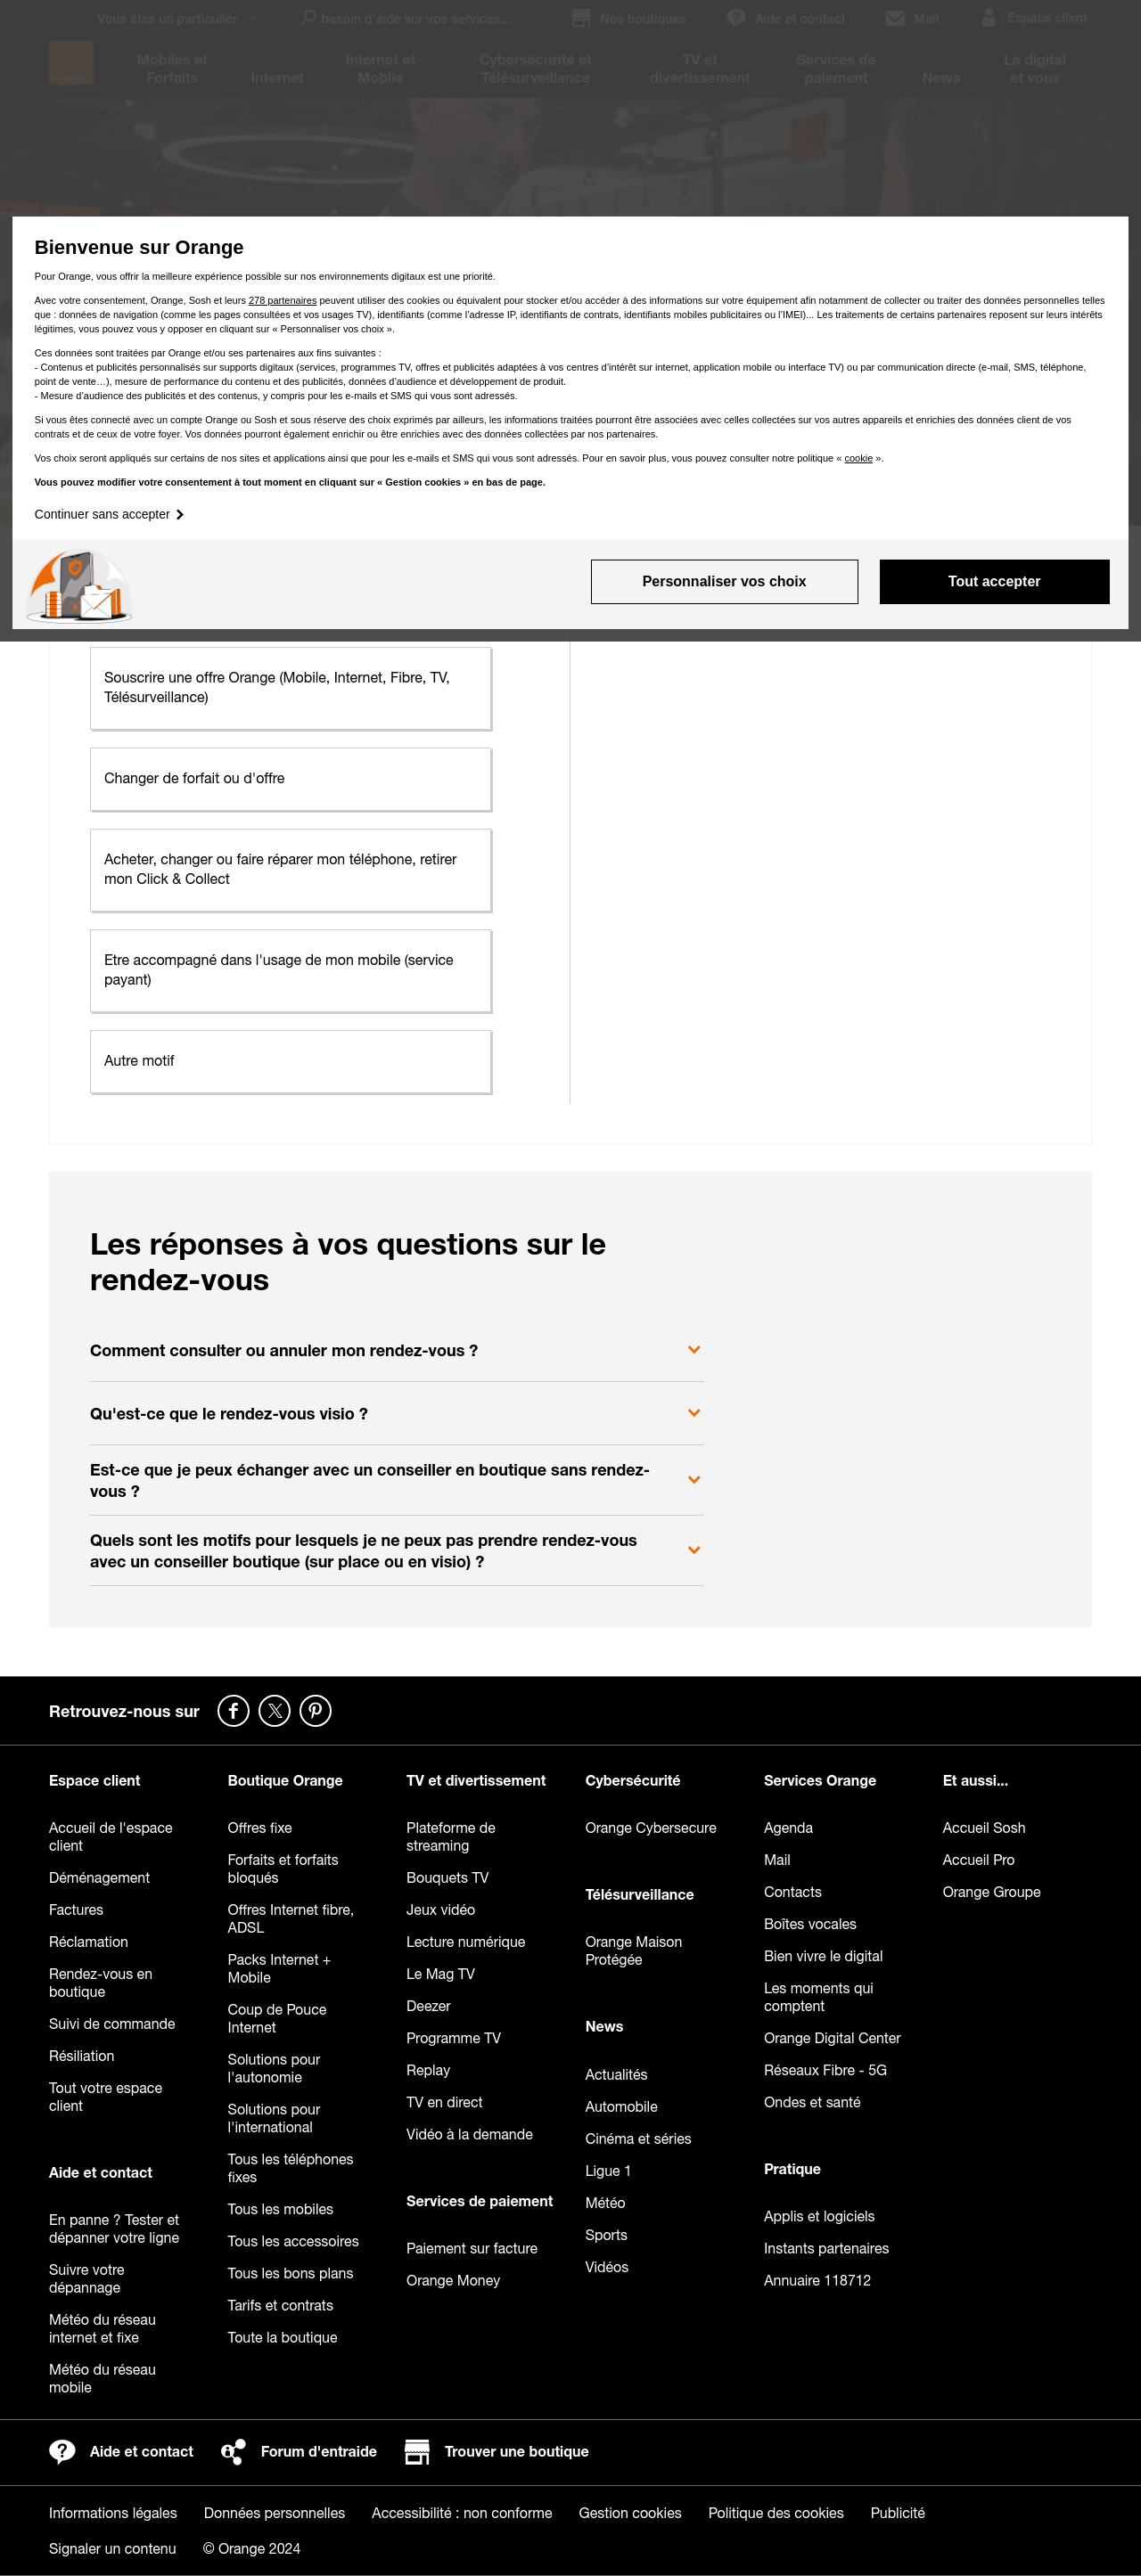 Vous êtes un particulier
besoin d'aide sur vos services...
Nos boutiques
Aide et contact
Mail
Espace client
orange
Mobiles et
Forfaits
Internet
Internet et
Mobile
Cybersécurité et
Télésurveillance
TV et
divertissement
Services de
paiement
News
Le digital
et vous
Bienvenue sur Orange
Pour Orange, vous offrir la meilleure expérience possible sur nos environnements digitaux est une priorité.
Avec votre consentement, Orange, Sosh et leurs 278 partenaires peuvent utiliser des cookies ou équivalent pour stocker et/ou accéder à des informations sur votre équipement afin notamment de collecter ou traiter des données personnelles telles
que : données de navigation (comme les pages consultées et vos usages TV), identifiants (comme l'adresse IP, identifiants de contrats, identifiants mobiles publicitaires ou l'IMEI)... Les traitements de certains partenaires reposent sur leurs intérêts
légitimes, vous pouvez vous y opposer en cliquant sur « Personnaliser vos choix ».
Ces données sont traitées par Orange et/ou ses partenaires aux fins suivantes :
- Contenus et publicités personnalisés sur supports digitaux (services, programmes TV, offres et publicités adaptées à vos centres d'intérêt sur internet, application mobile ou interface TV) ou par communication directe (e-mail, SMS, téléphone,
point de vente…), mesure de performance du contenu et des publicités, données d'audience et développement de produit.
- Mesure d'audience des publicités et des contenus, y compris pour les e-mails et SMS qui vous sont adressés.
Si vous êtes connecté avec un compte Orange ou Sosh et sous réserve des choix exprimés par ailleurs, les informations traitées pourront être associées avec celles collectées sur vos autres appareils et enrichies des données client de vos
contrats et de ceux de votre foyer. Vos données pourront également enrichir ou être enrichies avec des données collectées par nos partenaires.
Vos choix seront appliqués sur certains de nos sites et applications ainsi que pour les e-mails et SMS qui vous sont adressés. Pour en savoir plus, vous pouvez consulter notre politique « cookie ».
Vous pouvez modifier votre consentement à tout moment en cliquant sur « Gestion cookies » en bas de page.
Continuer sans accepter
Personnaliser vos choix
Tout accepter
Souscrire une offre Orange (Mobile, Internet, Fibre, TV,
Télésurveillance)
Changer de forfait ou d'offre
Acheter, changer ou faire réparer mon téléphone, retirer
mon Click & Collect
Etre accompagné dans l'usage de mon mobile (service
payant)
Autre motif
Les réponses à vos questions sur le
rendez-vous
Comment consulter ou annuler mon rendez-vous ?
Qu'est-ce que le rendez-vous visio ?
Est-ce que je peux échanger avec un conseiller en boutique sans rendez-
vous ?
Quels sont les motifs pour lesquels je ne peux pas prendre rendez-vous
avec un conseiller boutique (sur place ou en visio) ?
Retrouvez-nous sur
Espace client
Accueil de l'espace
client
Déménagement
Factures
Réclamation
Rendez-vous en
boutique
Suivi de commande
Résiliation
Tout votre espace
client
Aide et contact
En panne ? Tester et
dépanner votre ligne
Suivre votre
dépannage
Météo du réseau
internet et fixe
Météo du réseau
mobile
Boutique Orange
Offres fixe
Forfaits et forfaits
bloqués
Offres Internet fibre,
ADSL
Packs Internet +
Mobile
Coup de Pouce
Internet
Solutions pour
l'autonomie
Solutions pour
l'international
Tous les téléphones
fixes
Tous les mobiles
Tous les accessoires
Tous les bons plans
Tarifs et contrats
Toute la boutique
TV et divertissement
Plateforme de
streaming
Bouquets TV
Jeux vidéo
Lecture numérique
Le Mag TV
Deezer
Programme TV
Replay
TV en direct
Vidéo à la demande
Services de paiement
Paiement sur facture
Orange Money
Cybersécurité
Orange Cybersecure
Télésurveillance
Orange Maison
Protégée
News
Actualités
Automobile
Cinéma et séries
Ligue 1
Météo
Sports
Vidéos
Services Orange
Agenda
Mail
Contacts
Boîtes vocales
Bien vivre le digital
Les moments qui
comptent
Orange Digital Center
Réseaux Fibre - 5G
Ondes et santé
Pratique
Applis et logiciels
Instants partenaires
Annuaire 118712
Et aussi...
Accueil Sosh
Accueil Pro
Orange Groupe
Aide et contact
Forum d'entraide
Trouver une boutique
Informations légales
Données personnelles
Accessibilité : non conforme
Gestion cookies
Politique des cookies
Publicité
Signaler un contenu
© Orange 2024